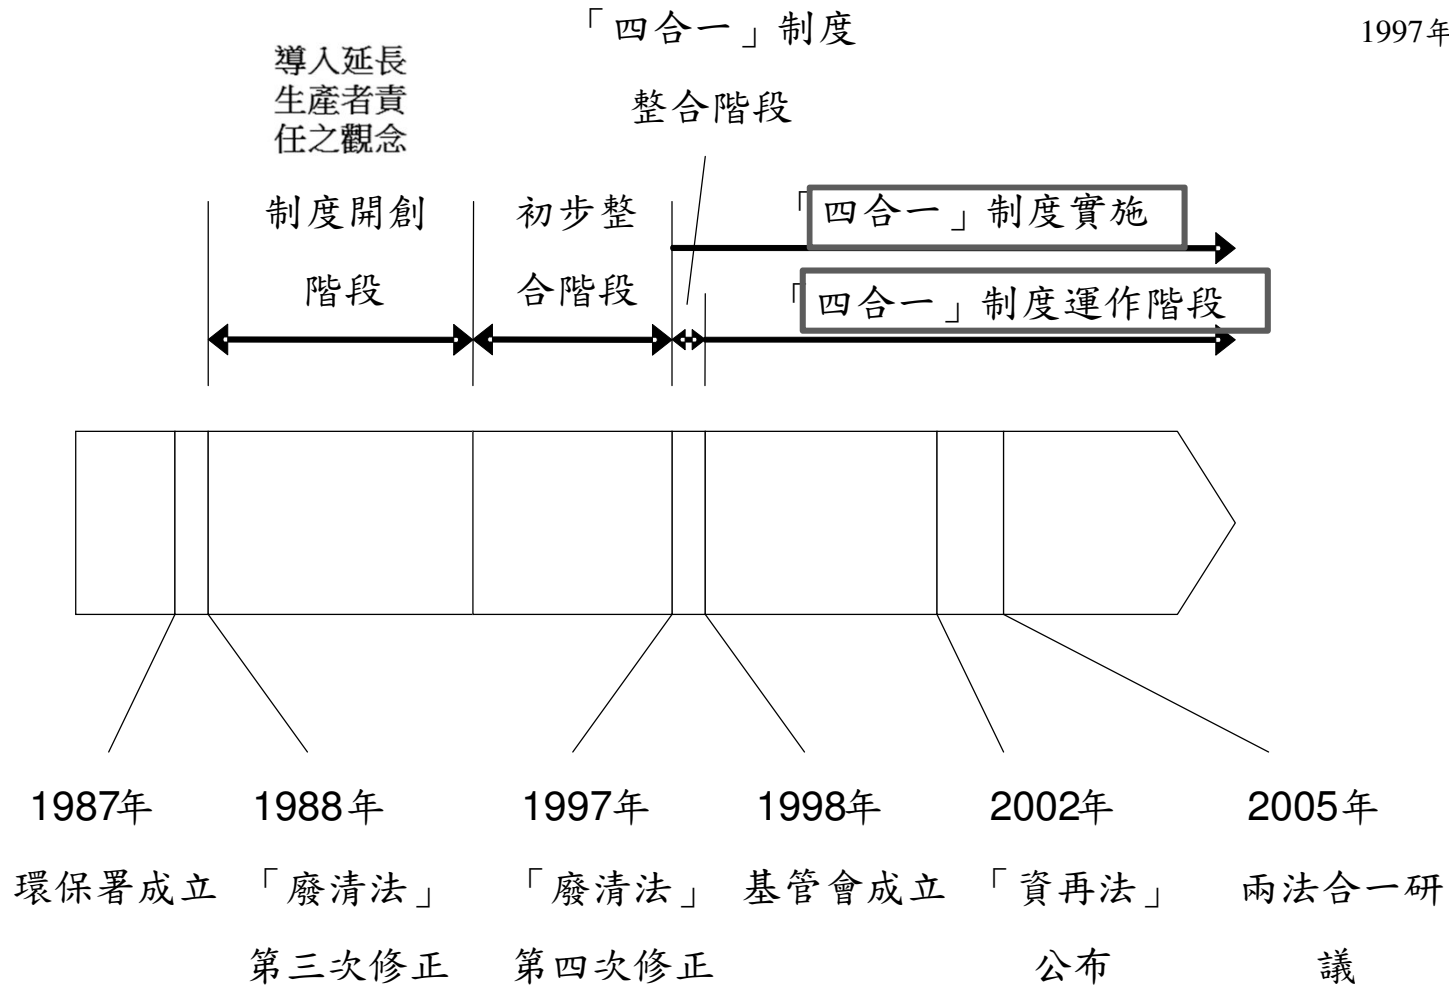 「四合一」制度
整合階段
1997年
導入延長
生產者責
任之觀念
制度開創
階段
初步整
合階段
「四合一」制度實施
「四合一」制度運作階段
1987年
環保署成立
1988年
「廢清法」
第三次修正
1997年
「廢清法」
第四次修正
1998年
基管會成立
2002年
「資再法」
公布
2005年
兩法合一研
議